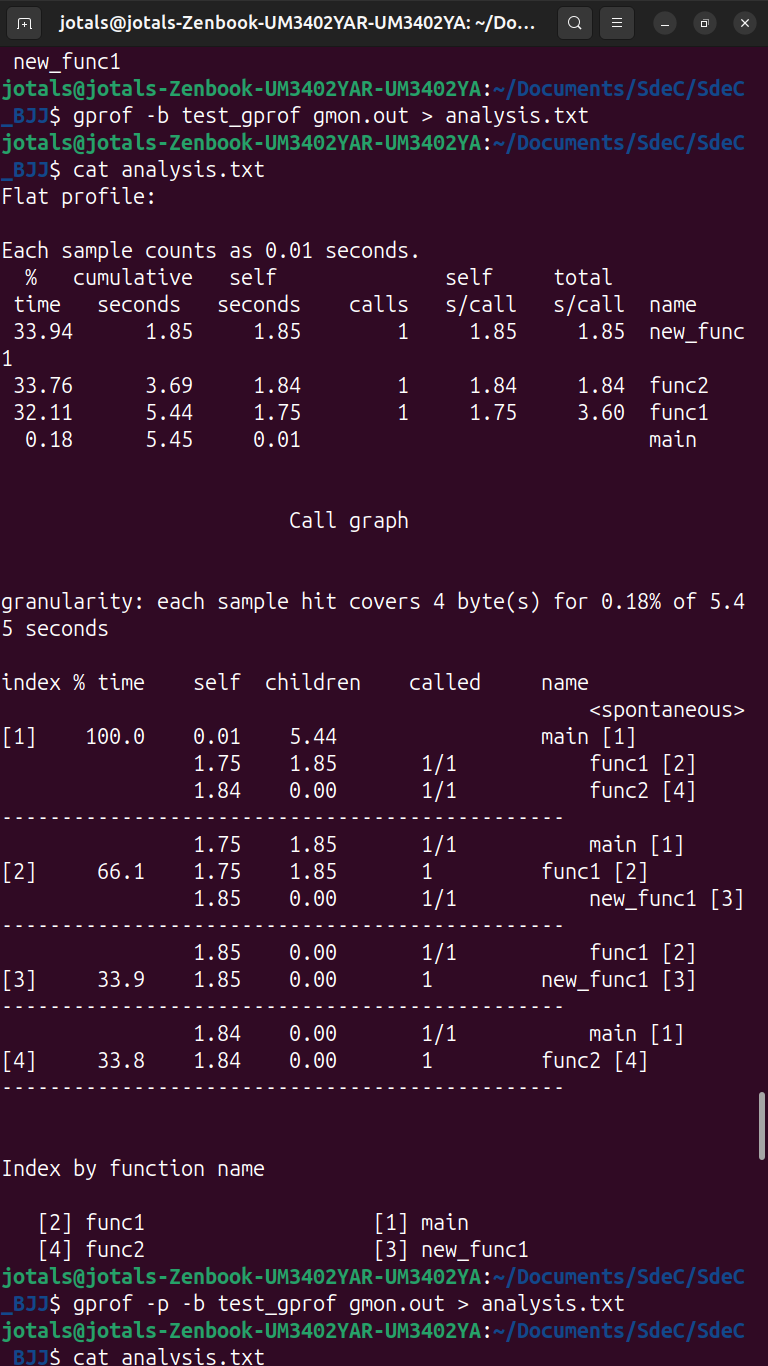 jotals@jotals-Zenbook-UM3402YAR-UM3402YA: ~/Do...
 new_func1
jotals@jotals-Zenbook-UM3402YAR-UM3402YA:~/Documents/SdeC/SdeC
_BJJ$ gprof -b test_gprof gmon.out > analysis.txt
jotals@jotals-Zenbook-UM3402YAR-UM3402YA:~/Documents/SdeC/SdeC
_BJJ$ cat analysis.txt
Flat profile:

Each sample counts as 0.01 seconds.
  %   cumulative   self              self     total
 time   seconds   seconds    calls   s/call   s/call  name
 33.94      1.85     1.85        1     1.85     1.85  new_func
1
 33.76      3.69     1.84        1     1.84     1.84  func2
 32.11      5.44     1.75        1     1.75     3.60  func1
  0.18      5.45     0.01                             main

                        Call graph

granularity: each sample hit covers 4 byte(s) for 0.18% of 5.4
5 seconds

index % time    self  children    called     name
                                                 <spontaneous>
[1]    100.0    0.01    5.44                 main [1]
                1.75    1.85       1/1           func1 [2]
                1.84    0.00       1/1           func2 [4]
-----------------------------------------------
                1.75    1.85       1/1           main [1]
[2]     66.1    1.75    1.85       1         func1 [2]
                1.85    0.00       1/1           new_func1 [3]
-----------------------------------------------
                1.85    0.00       1/1           func1 [2]
[3]     33.9    1.85    0.00       1         new_func1 [3]
-----------------------------------------------
                1.84    0.00       1/1           main [1]
[4]     33.8    1.84    0.00       1         func2 [4]
-----------------------------------------------

Index by function name

   [2] func1                   [1] main
   [4] func2                   [3] new_func1
jotals@jotals-Zenbook-UM3402YAR-UM3402YA:~/Documents/SdeC/SdeC
_BJJ$ gprof -p -b test_gprof gmon.out > analysis.txt
jotals@jotals-Zenbook-UM3402YAR-UM3402YA:~/Documents/SdeC/SdeC
_BJJ$ cat analysis.txt